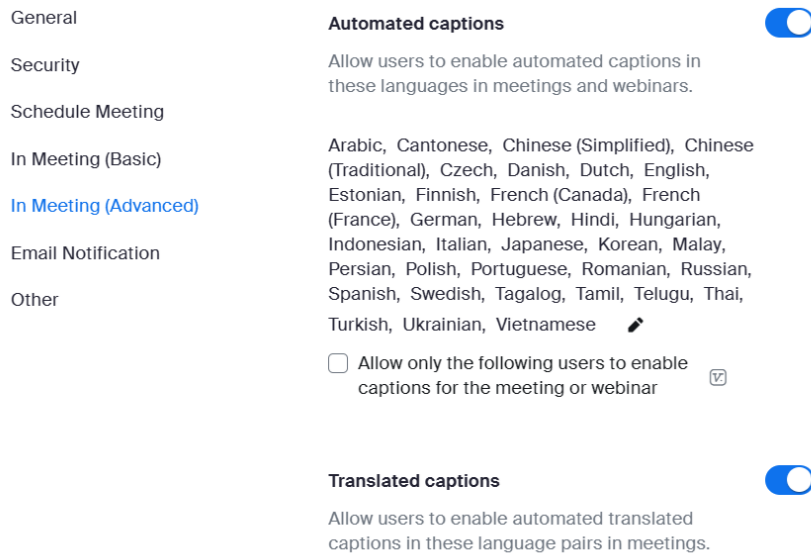 General
Security
Schedule Meeting
In Meeting (Basic)
In Meeting (Advanced)
Email Notification
Other
Automated captions
Allow users to enable automated captions in
these languages in meetings and webinars.
Arabic, Cantonese, Chinese (Simplified), Chinese
(Traditional), Czech, Danish, Dutch, English,
Estonian, Finnish, French (Canada), French
(France), German, Hebrew, Hindi, Hungarian,
Indonesian, Italian, Japanese, Korean, Malay,
Persian, Polish, Portuguese, Romanian, Russian,
Spanish, Swedish, Tagalog, Tamil, Telugu, Thai,
Turkish, Ukrainian, Vietnamese
Allow only the following users to enable
captions for the meeting or webinar
Translated captions
Allow users to enable automated translated
captions in these language pairs in meetings.